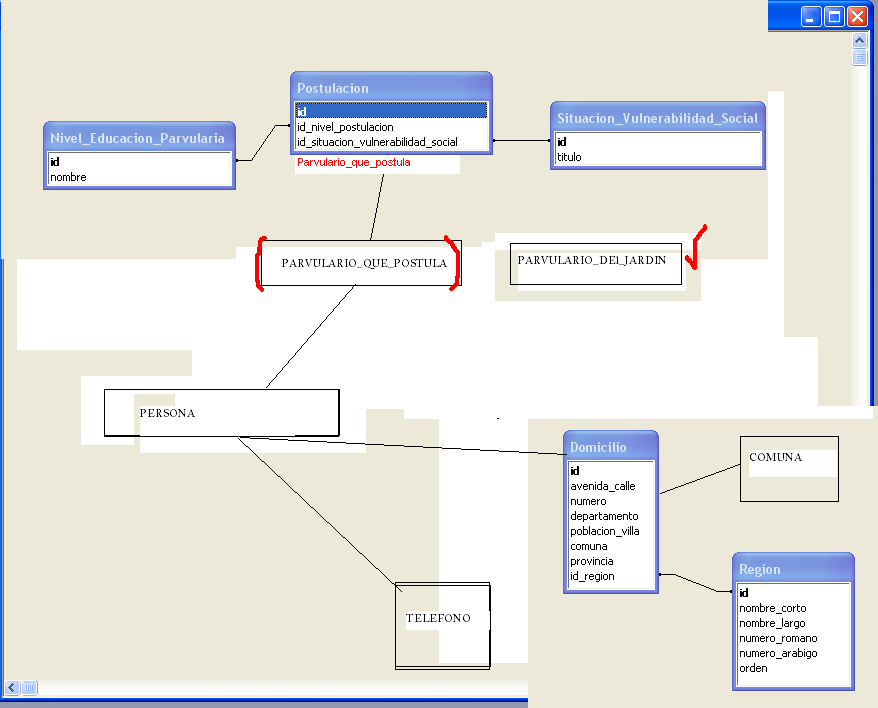 Postulacion
id
id_nivel_postulacion
id_situacion_vulnerabilidad_social
Parvulario_que_postula
Nivel_Educacion_Parvularia
id
nombre
Situacion_Vulnerabilidad_Social
id
titulo
PARVULARIO_QUE_POSTULA
PARVULARIO_DEl_JARDIN
PERSONA
Domicilio
id
avenida_calle
numero
departamento
poblacion_villa
comuna
provincia
id_region
COMUNA
Region
id
nombre_corto
nombre_largo
numero_romano
numero_arabigo
orden
TELEFONO